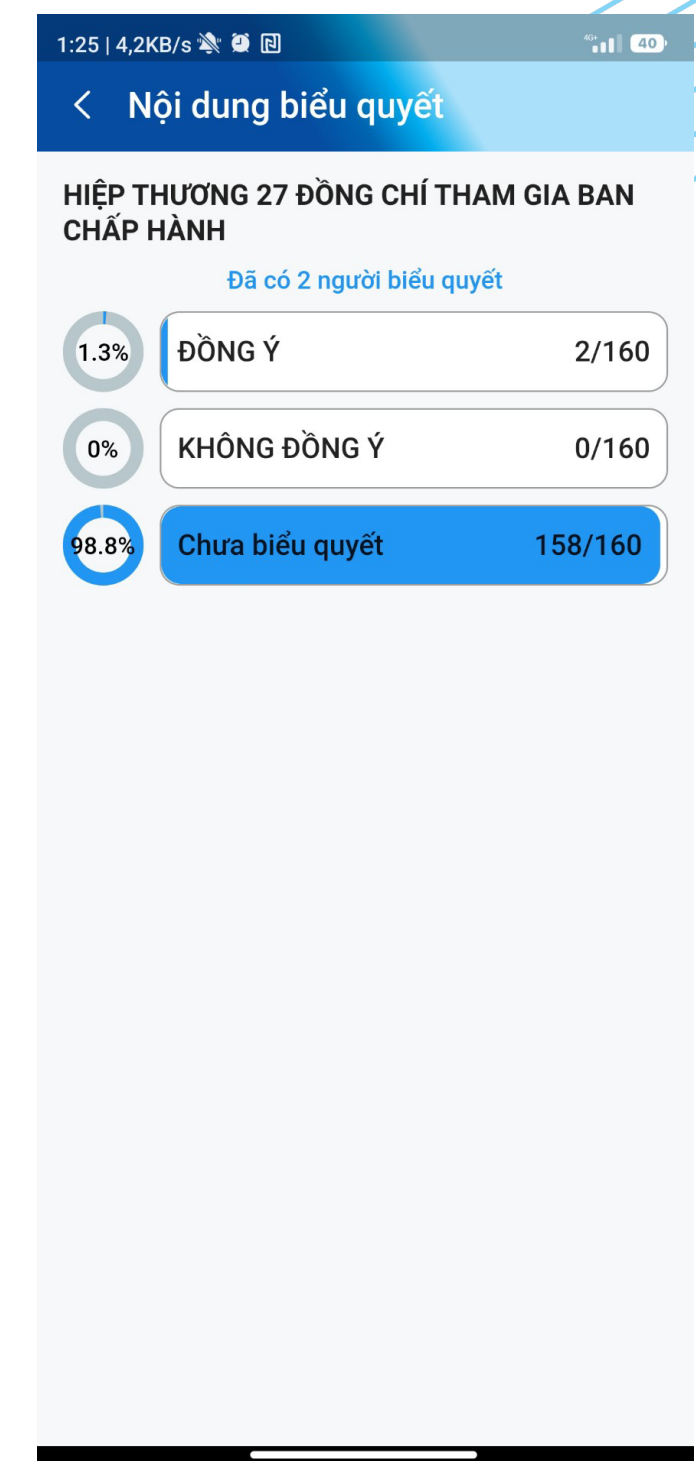 1:25 | 4,2KB/s 4G+ 40
Nội dung biểu quyết
HIỆP THƯƠNG 27 ĐỒNG CHÍ THAM GIA BAN
CHẤP HÀNH
Đã có 2 người biểu quyết
1.3% ĐỒNG Ý 2/160
0% KHÔNG ĐỒNG Ý 0/160
98.8% Chưa biểu quyết 158/160